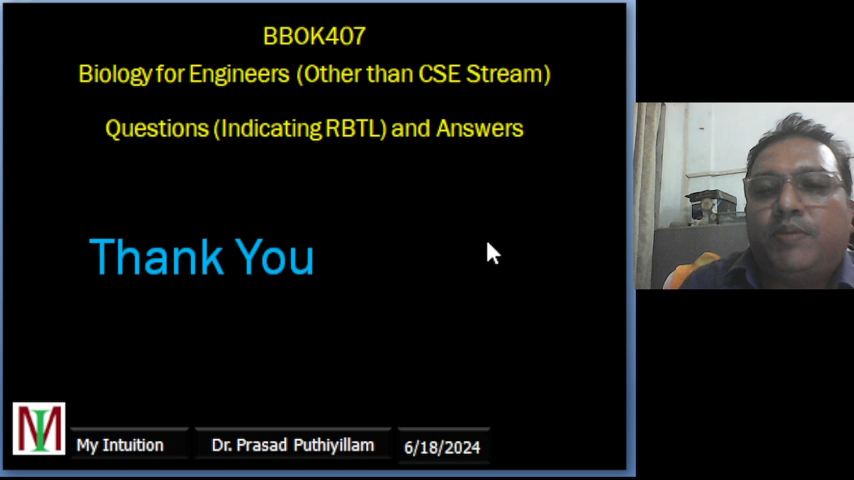 BBOK407
Biology for Engineers (Other than CSE Stream)
Questions (Indicating RBTL) and Answers
Thank You
MI
My Intuition
Dr. Prasad Puthiyillam
6/18/2024